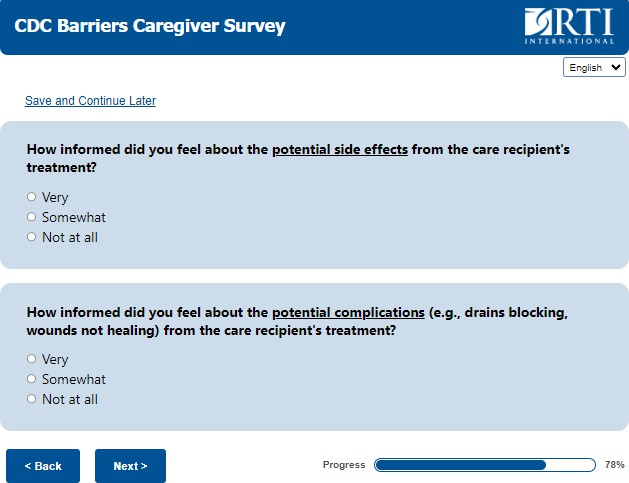 CDC Barriers Caregiver Survey
RTI
INTERNATIONAL
English
Save and Continue Later
How informed did you feel about the potential side effects from the care recipient's
treatment?
Very
Somewhat
Not at all
How informed did you feel about the potential complications (e.g., drains blocking,
wounds not healing) from the care recipient's treatment?
Very
Somewhat
Not at all
< Back
Next >
Progress
78%